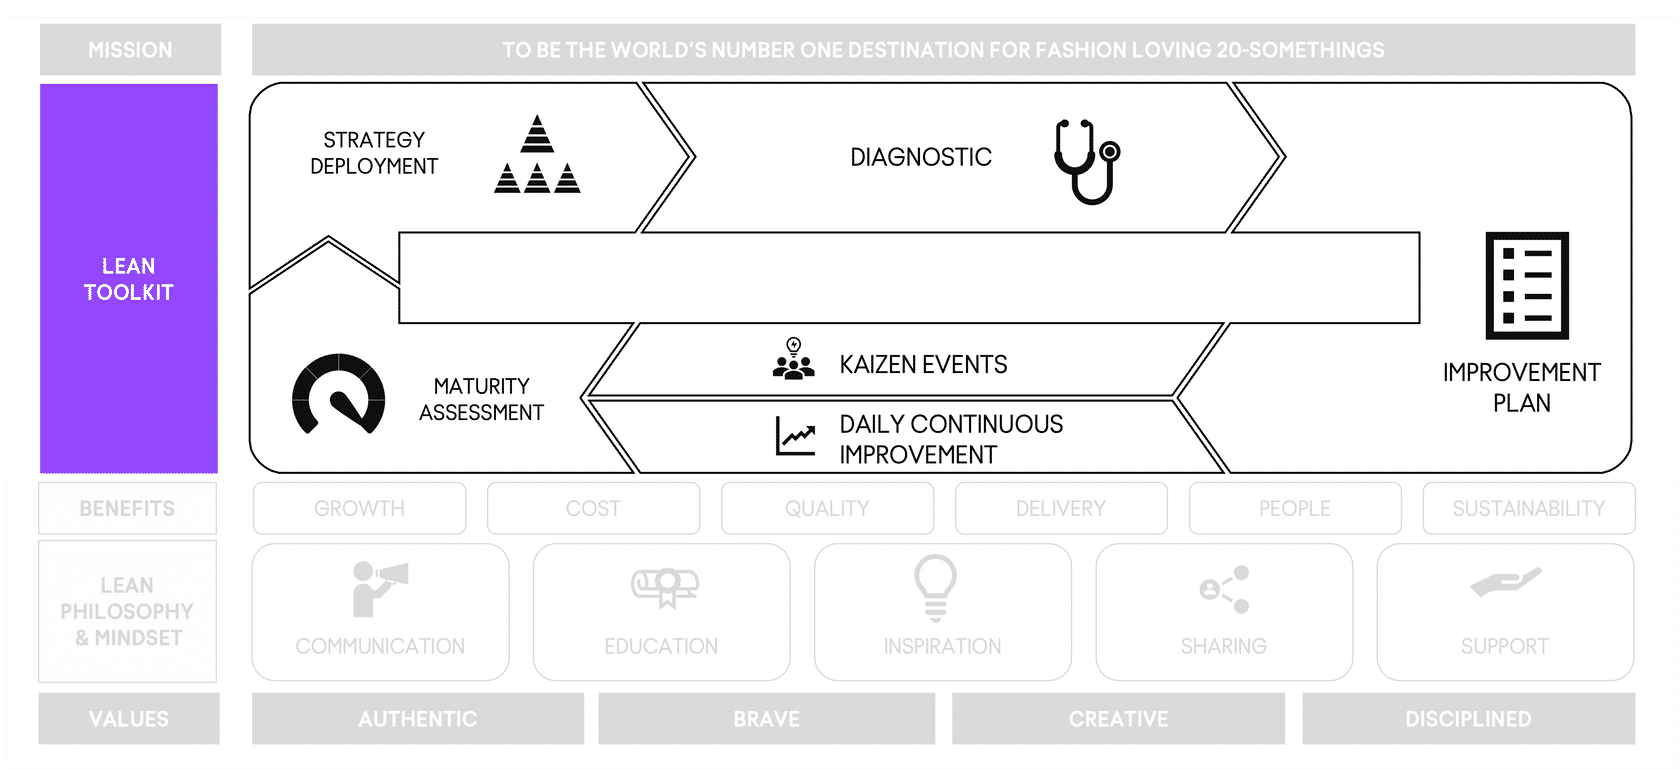 MISSION
TO BE THE WORLD'S NUMBER ONE DESTINATION FOR FASHION LOVING 20-SOMETHINGS
LEAN
TOOLKIT
STRATEGY
DEPLOYMENT
DIAGNOSTIC
IMPROVEMENT
PLAN
KAIZEN EVENTS
DAILY CONTINUOUS
IMPROVEMENT
MATURITY
ASSESSMENT
BENEFITS
GROWTH
COST
QUALITY
DELIVERY
PEOPLE
SUSTAINABILITY
LEAN
PHILOSOPHY
& MINDSET
COMMUNICATION
EDUCATION
INSPIRATION
SHARING
SUPPORT
VALUES
AUTHENTIC
BRAVE
CREATIVE
DISCIPLINED